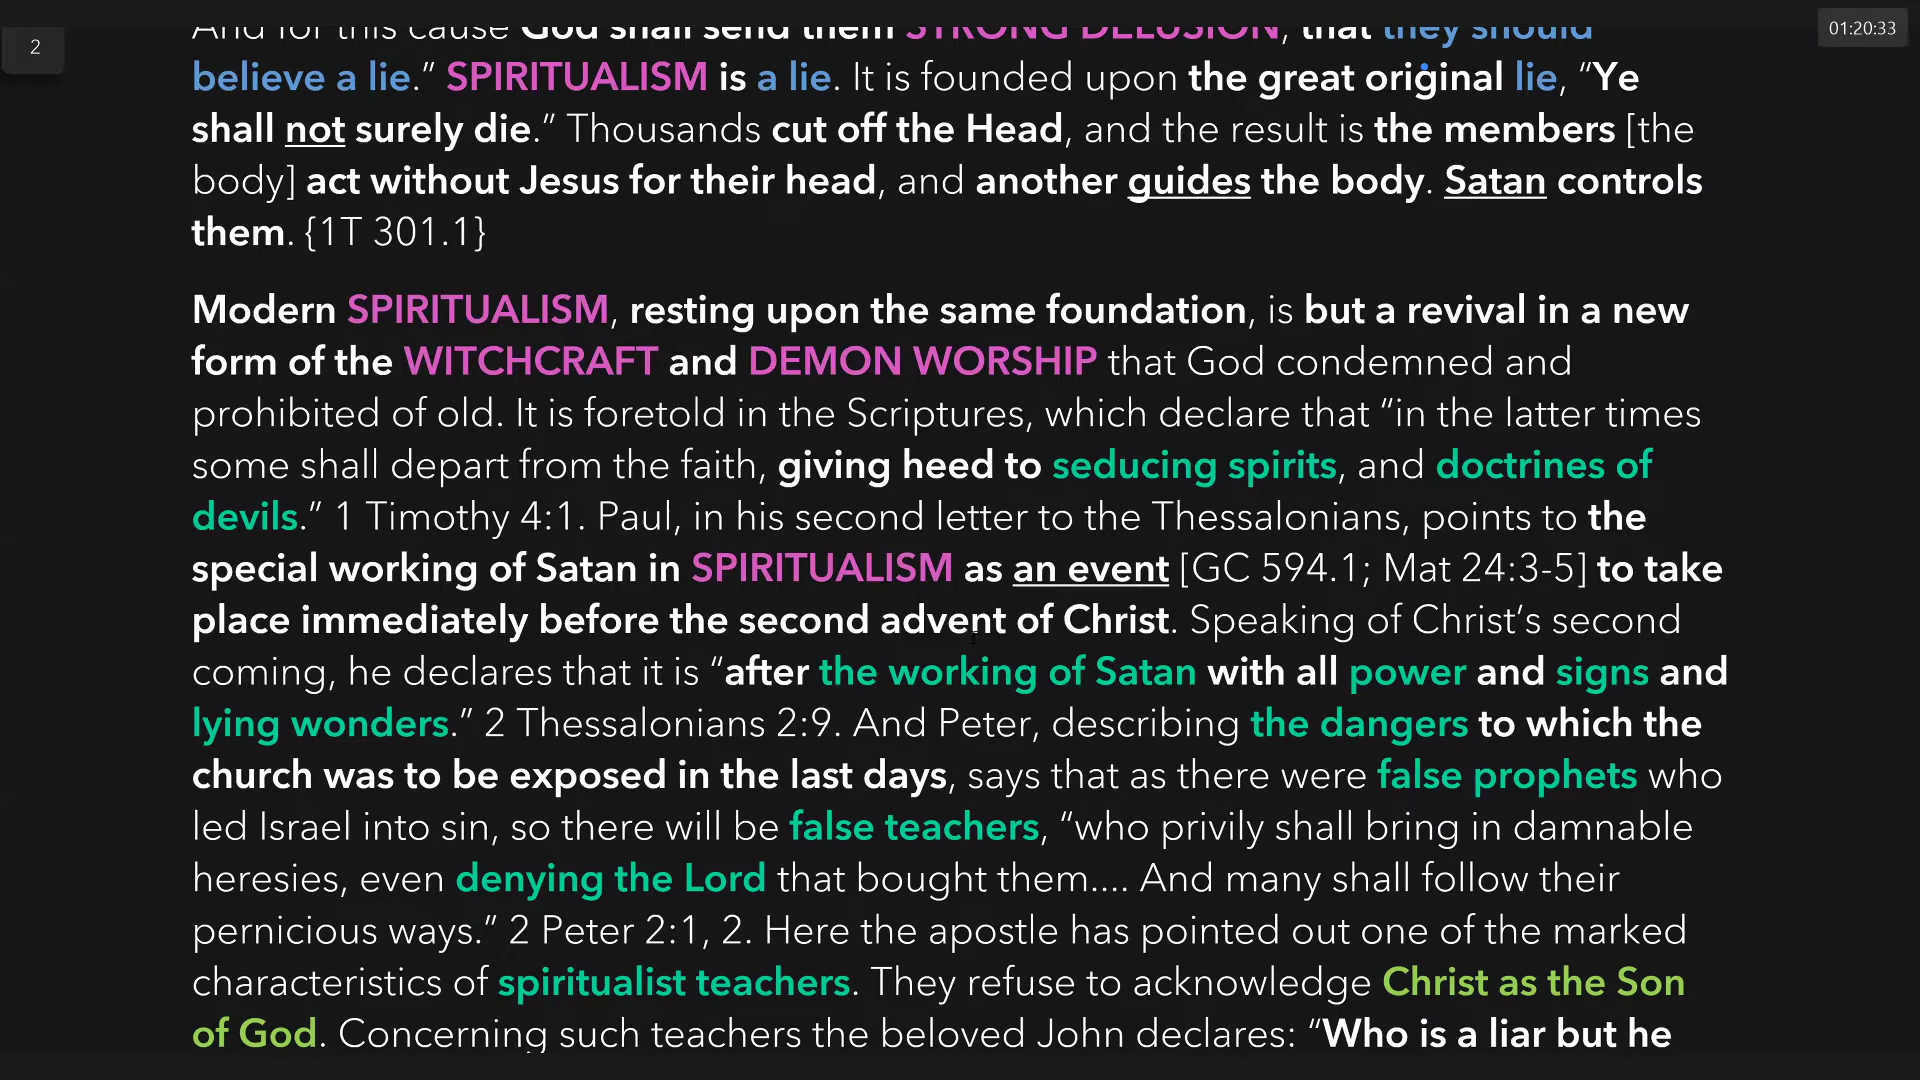 01:20:33
2
And for this cause God shall send them STRONG DELUSION, that they should
believe a lie.” SPIRITUALISM is a lie. It is founded upon the great original lie, “Ye
shall not surely die.” Thousands cut off the Head, and the result is the members [the
body] act without Jesus for their head, and another guides the body. Satan controls
them. {1T 301.1}
Modern SPIRITUALISM, resting upon the same foundation, is but a revival in a new
form of the WITCHCRAFT and DEMON WORSHIP that God condemned and
prohibited of old. It is foretold in the Scriptures, which declare that “in the latter times
some shall depart from the faith, giving heed to seducing spirits, and doctrines of
devils.” 1 Timothy 4:1. Paul, in his second letter to the Thessalonians, points to the
special working of Satan in SPIRITUALISM as an event [GC 594.1; Mat 24:3-5] to take
place immediately before the second advent of Christ. Speaking of Christ’s second
coming, he declares that it is “after the working of Satan with all power and signs and
lying wonders.” 2 Thessalonians 2:9. And Peter, describing the dangers to which the
church was to be exposed in the last days, says that as there were false prophets who
led Israel into sin, so there will be false teachers, “who privily shall bring in damnable
heresies, even denying the Lord that bought them.... And many shall follow their
pernicious ways.” 2 Peter 2:1, 2. Here the apostle has pointed out one of the marked
characteristics of spiritualist teachers. They refuse to acknowledge Christ as the Son
of God. Concerning such teachers the beloved John declares: “Who is a liar but he